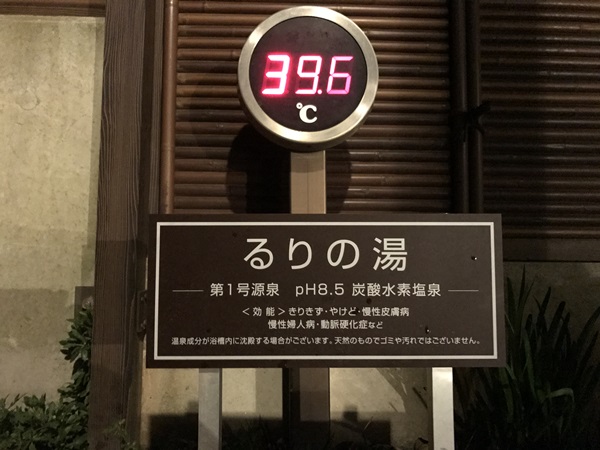 39.6
℃
るりの湯
第1号源泉 pH8.5 炭酸水素塩泉
〈効能〉きりきず・やけど・慢性皮膚病
慢性婦人病・動脈硬化症など
温泉成分が浴槽内に沈殿する場合がございます。天然のものでゴミや汚れではございません。